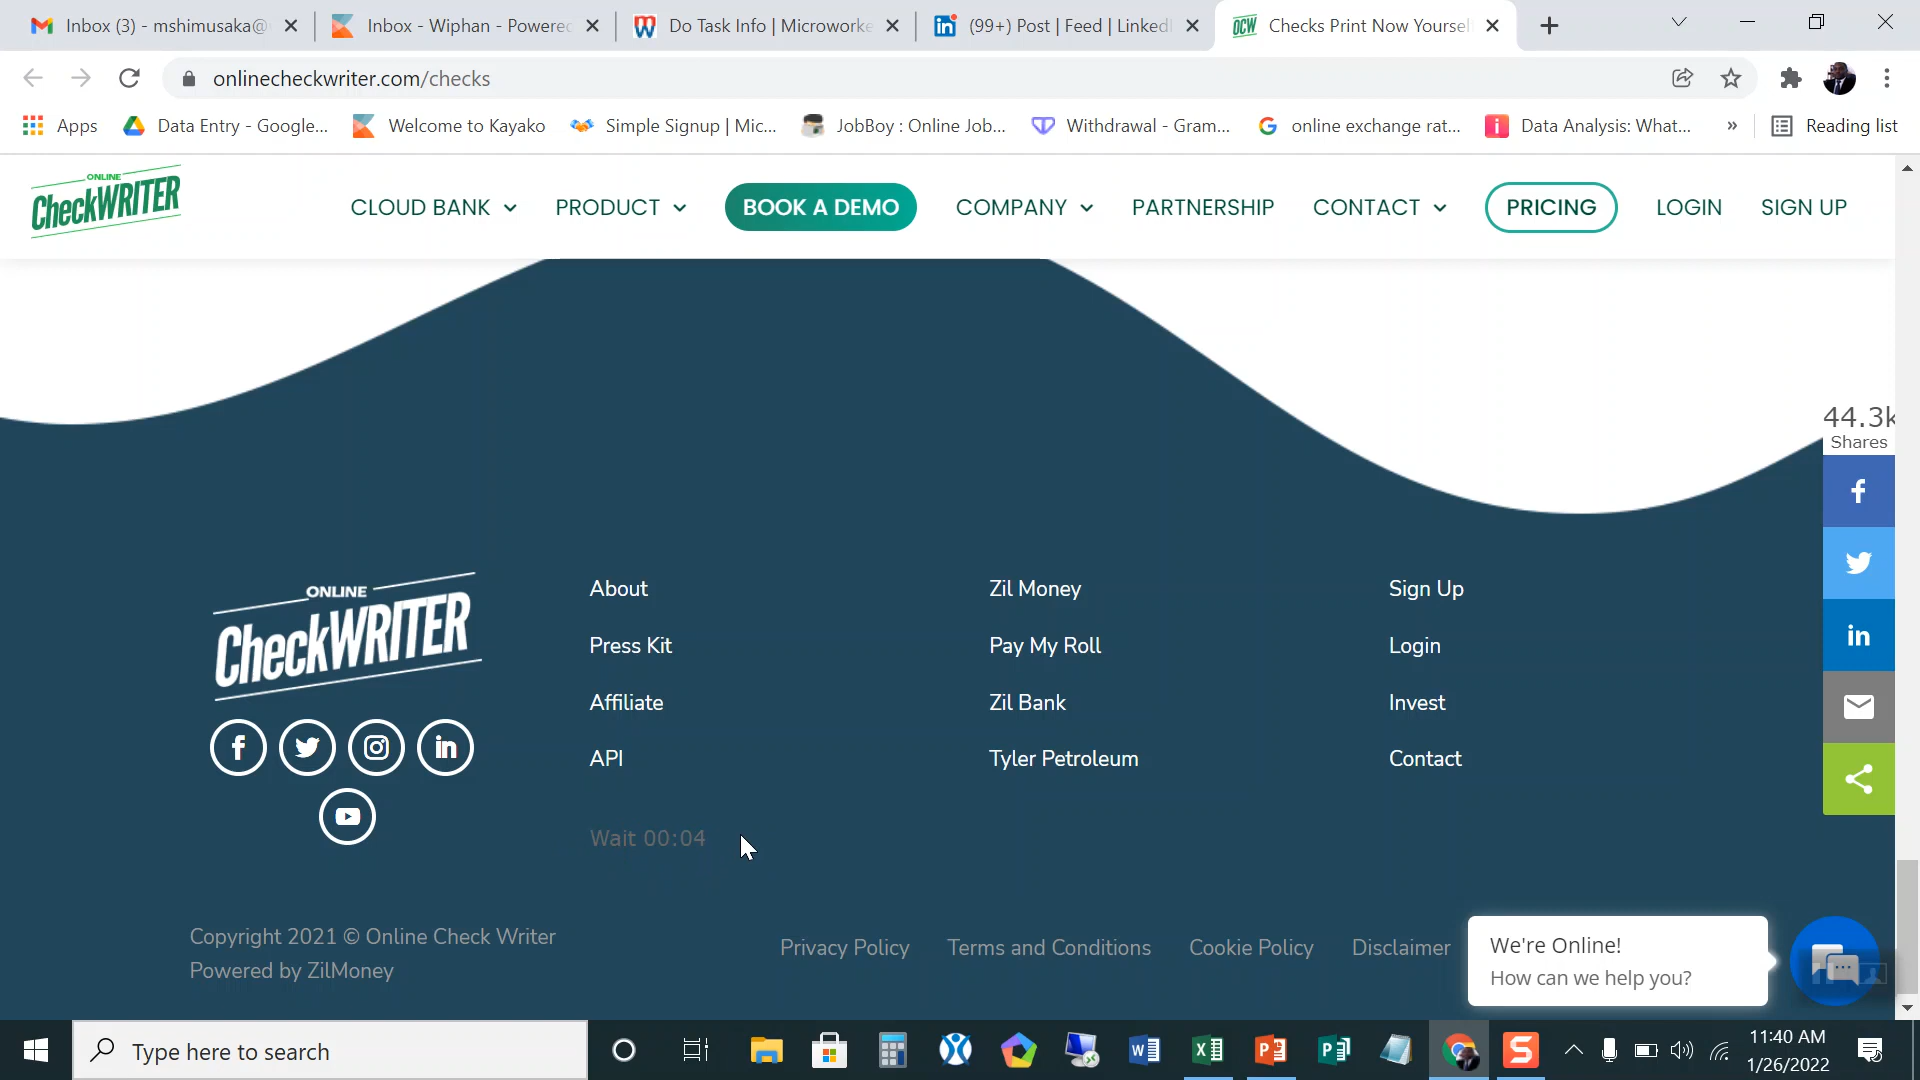 Inbox (3) - mshimusaka@
Inbox - Wiphan - Powered
Do Task Info | Microworke
(99+) Post | Feed | LinkedI
OCW Checks Print Now Yoursel
onlinecheckwriter.com/checks
Apps
Data Entry - Google...
Welcome to Kayako
Simple Signup | Mic...
JobBoy : Online Job...
Withdrawal - Gram...
online exchange rat...
Data Analysis: What...
»
Reading list
ONLINE
CheckWRITER
CLOUD BANK
PRODUCT
BOOK A DEMO
COMPANY
PARTNERSHIP
CONTACT
PRICING
LOGIN
SIGN UP
44.3k
Shares
ONLINE
CheckWRITER
About
Press Kit
Affiliate
API
Zil Money
Pay My Roll
Zil Bank
Tyler Petroleum
Sign Up
Login
Invest
Contact
Wait 00:04
Copyright 2021 © Online Check Writer
Powered by ZilMoney
Privacy Policy
Terms and Conditions
Cookie Policy
Disclaimer
We're Online!
How can we help you?
Type here to search
11:40 AM
1/26/2022